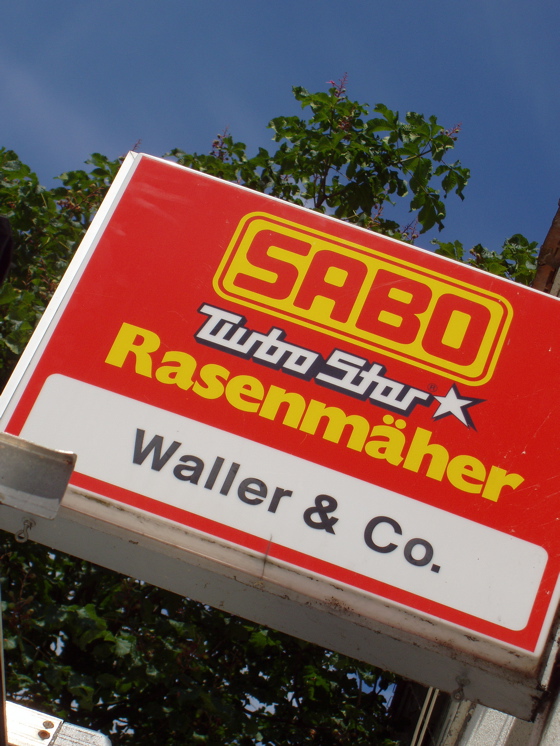 SABO
Turbo Star®
Rasenmäher
Waller & Co.